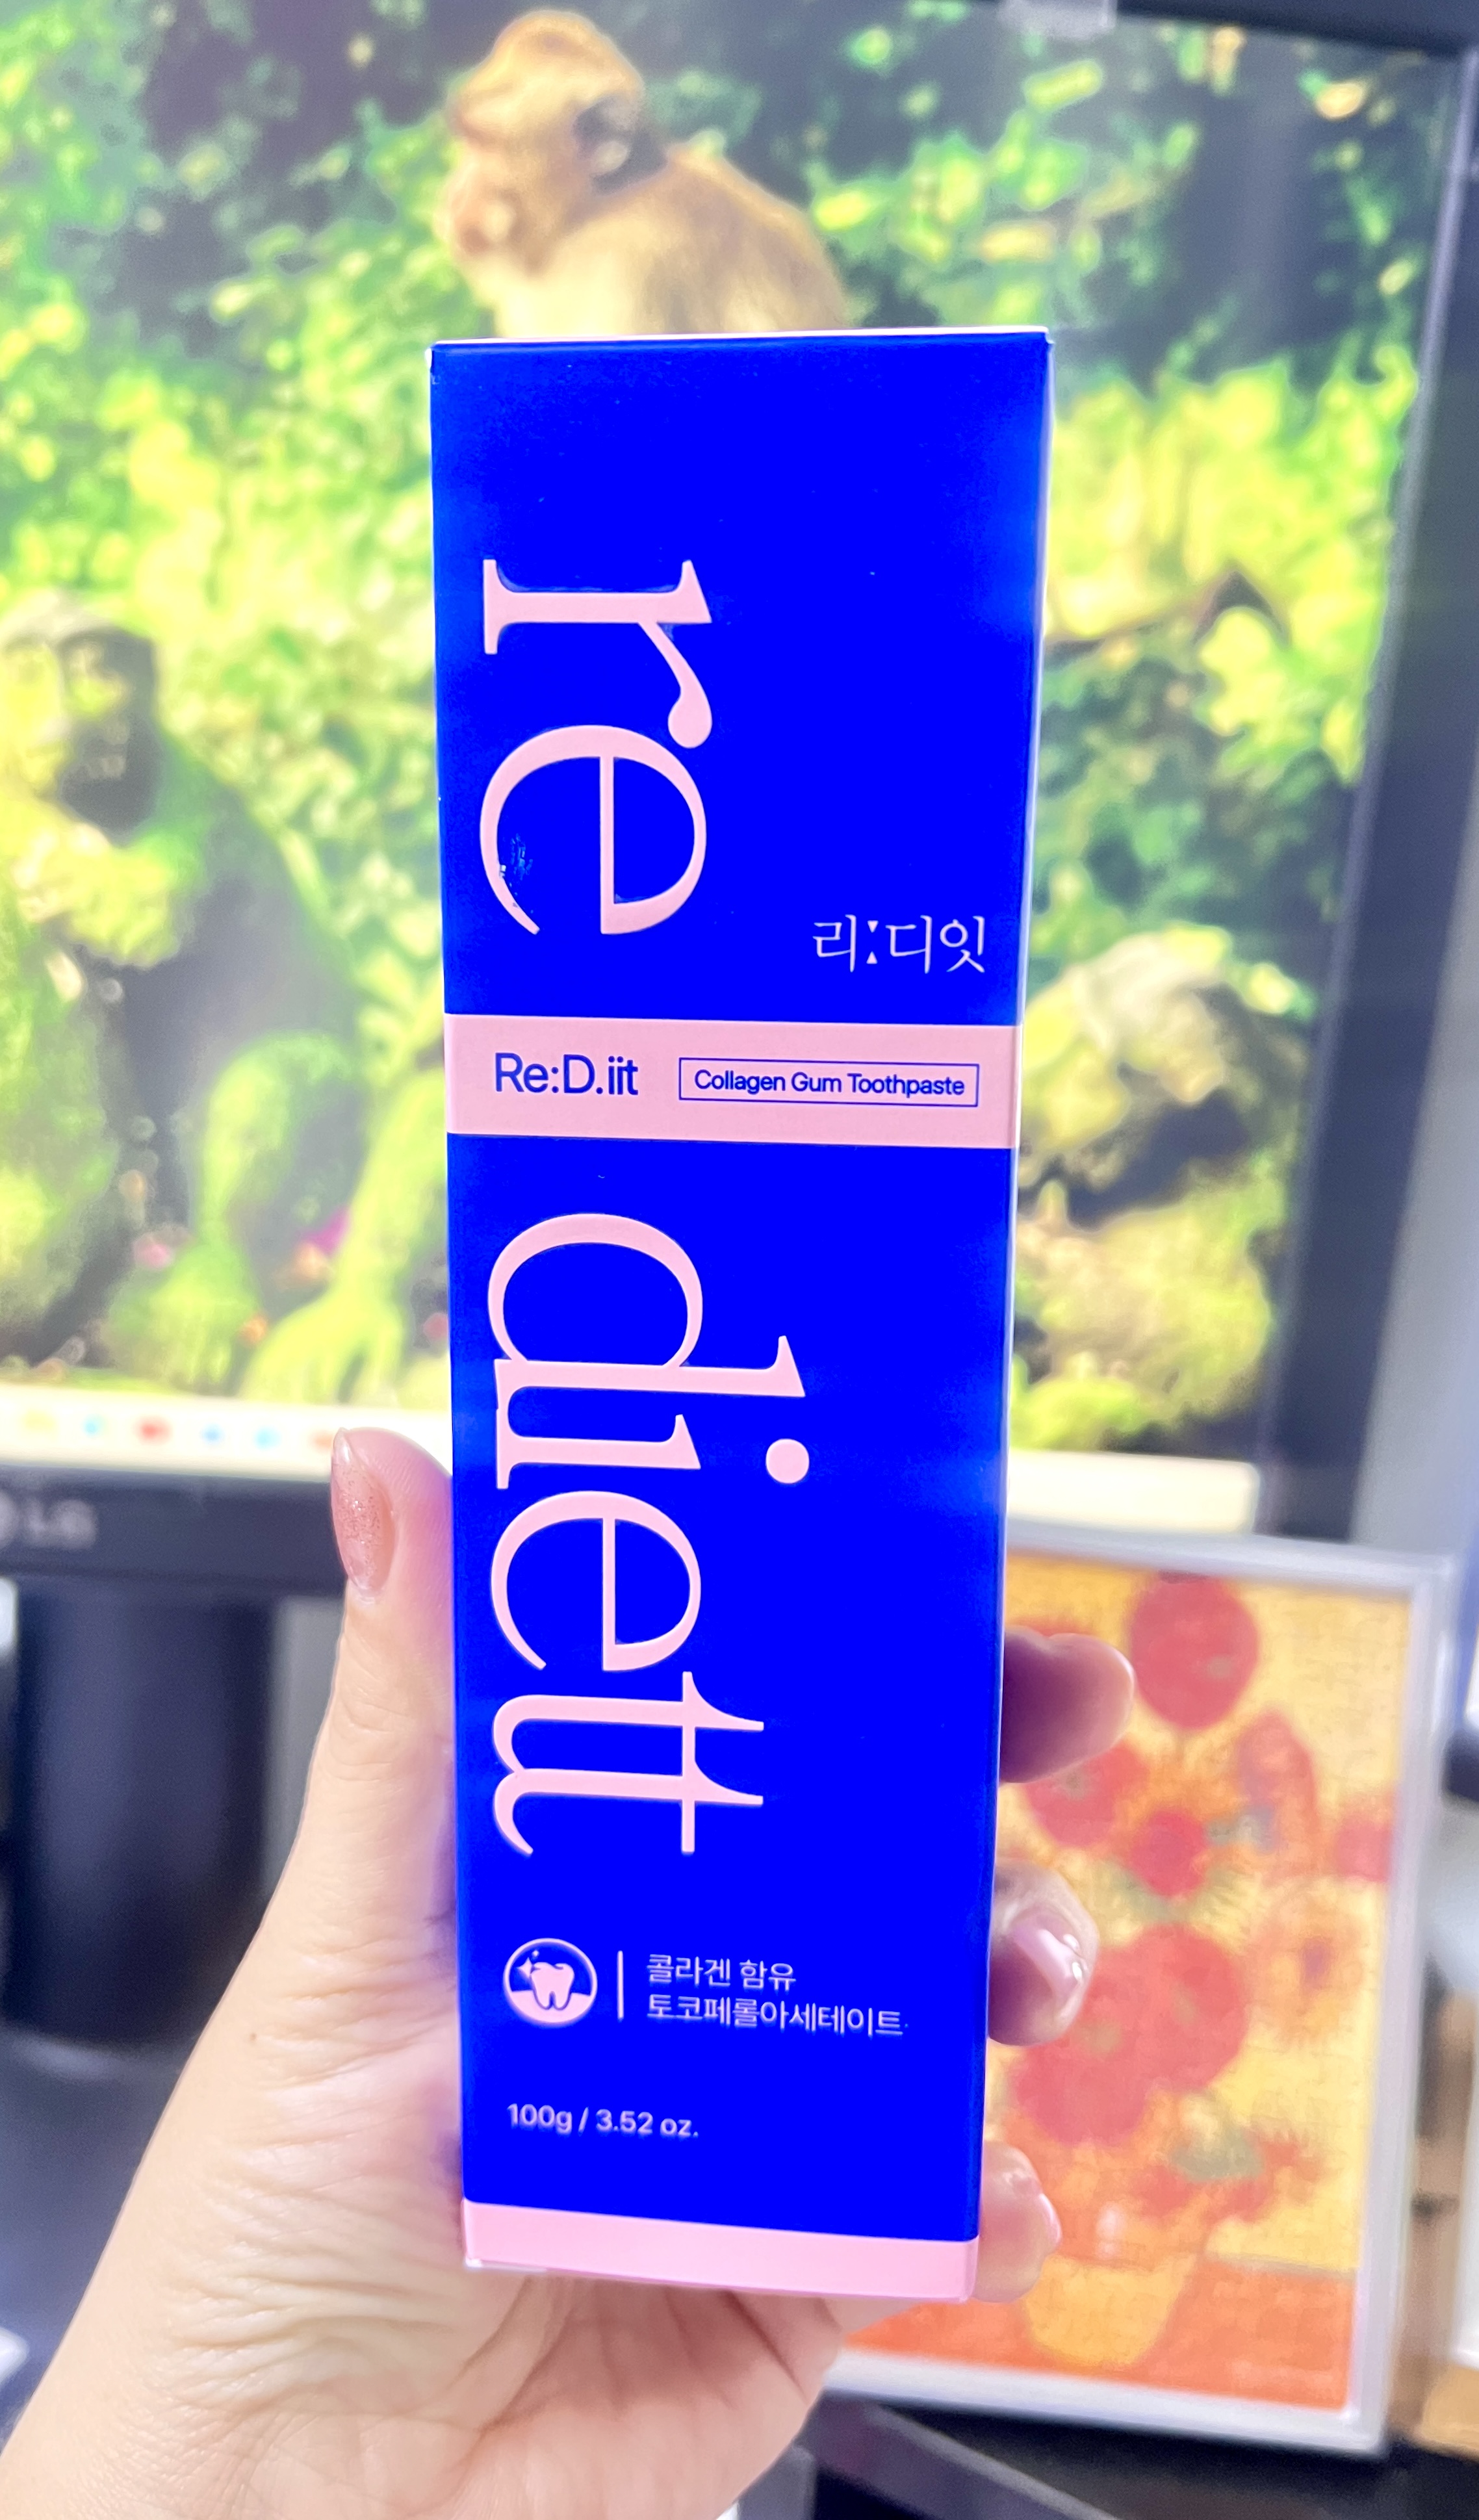 re
리:디잇
Re:D.iit
Collagen Gum Toothpaste
diett
콜라겐 함유
토코페롤아세테이트
100g / 3.52 oz.
LG